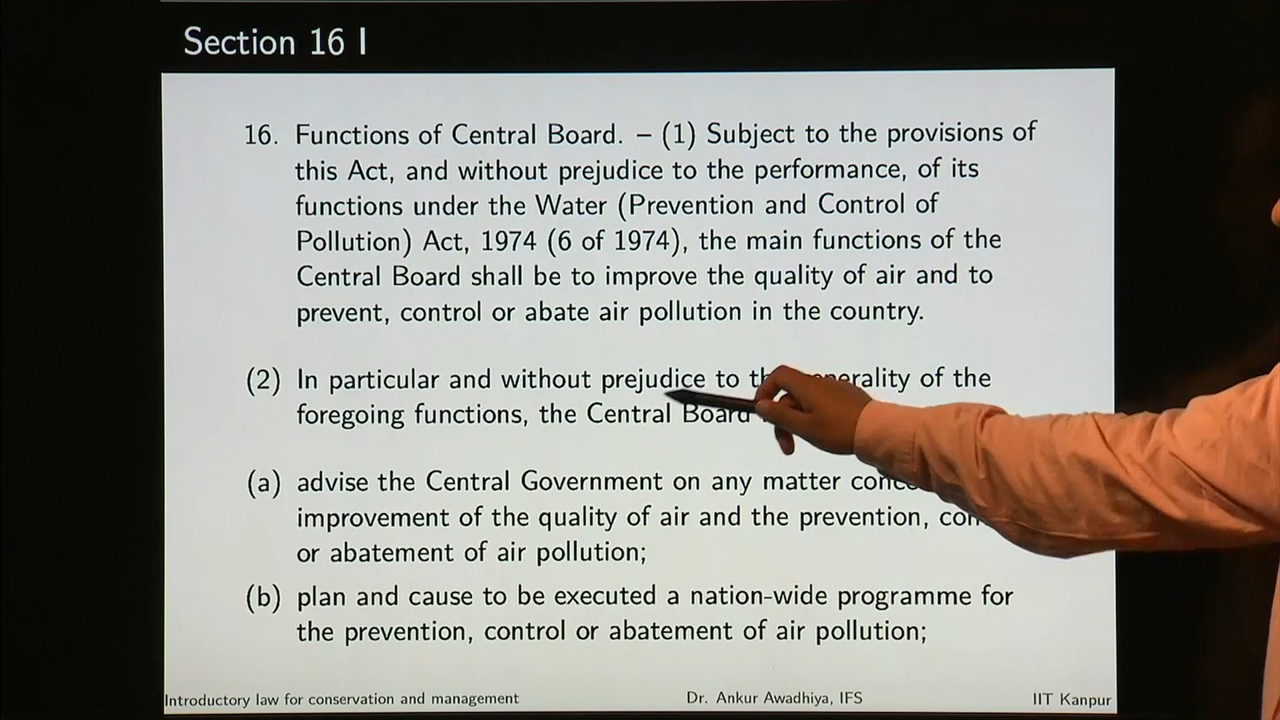 Section 16 I
16. Functions of Central Board. – (1) Subject to the provisions of
this Act, and without prejudice to the performance, of its
functions under the Water (Prevention and Control of
Pollution) Act, 1974 (6 of 1974), the main functions of the
Central Board shall be to improve the quality of air and to
prevent, control or abate air pollution in the country.
(2) In particular and without prejudice to of the
foregoing functions, the Central Board
(a) advise the Central Government on any matter
improvement of the quality of air and the prevention,
or abatement of air pollution;
(b) plan and cause to be executed a nation-wide programme for
the prevention, control or abatement of air pollution;
Introductory law for conservation and management Dr. Ankur Awadhiya, IFS IIT Kanpur